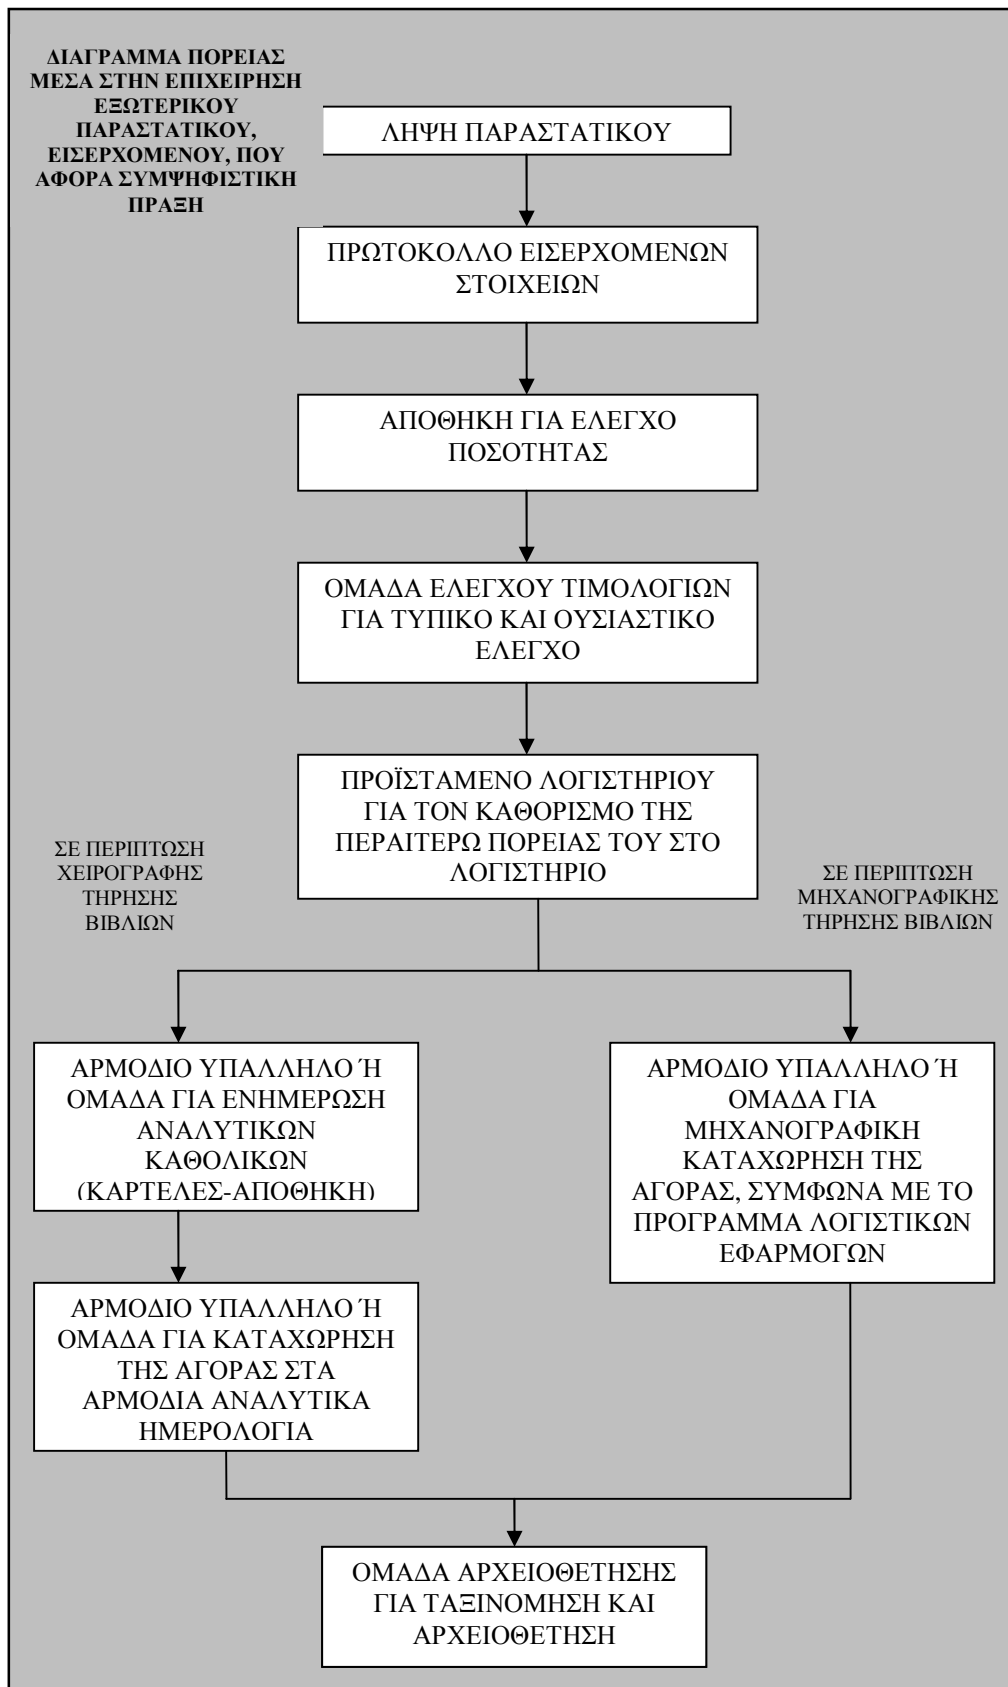 ΔΙΑΓΡΑΜΜΑ ΠΟΡΕΙΑΣ
ΜΕΣΑ ΣΤΗΝ ΕΠΙΧΕΙΡΗΣΗ
ΕΞΩΤΕΡΙΚΟΥ
ΠΑΡΑΣΤΑΤΙΚΟΥ,
ΕΙΣΕΡΧΟΜΕΝΟΥ, ΠΟΥ
ΑΦΟΡΑ ΣΥΜΨΗΦΙΣΤΙΚΗ
ΠΡΑΞΗ
ΛΗΨΗ ΠΑΡΑΣΤΑΤΙΚΟΥ
ΠΡΩΤΟΚΟΛΛΟ ΕΙΣΕΡΧΟΜΕΝΩΝ
ΣΤΟΙΧΕΙΩΝ
ΑΠΟΘΗΚΗ ΓΙΑ ΕΛΕΓΧΟ
ΠΟΣΟΤΗΤΑΣ
ΟΜΑΔΑ ΕΛΕΓΧΟΥ ΤΙΜΟΛΟΓΙΩΝ
ΓΙΑ ΤΥΠΙΚΟ ΚΑΙ ΟΥΣΙΑΣΤΙΚΟ
ΕΛΕΓΧΟ
ΠΡΟΪΣΤΑΜΕΝΟ ΛΟΓΙΣΤΗΡΙΟΥ
ΓΙΑ ΤΟΝ ΚΑΘΟΡΙΣΜΟ ΤΗΣ
ΠΕΡΑΙΤΕΡΩ ΠΟΡΕΙΑΣ ΤΟΥ ΣΤΟ
ΛΟΓΙΣΤΗΡΙΟ
ΣΕ ΠΕΡΙΠΤΩΣΗ
ΧΕΙΡΟΓΡΑΦΗΣ
ΤΗΡΗΣΗΣ
ΒΙΒΛΙΩΝ
ΣΕ ΠΕΡΙΠΤΩΣΗ
ΜΗΧΑΝΟΓΡΑΦΙΚΗΣ
ΤΗΡΗΣΗΣ ΒΙΒΛΙΩΝ
ΑΡΜΟΔΙΟ ΥΠΑΛΛΗΛΟ Ή
ΟΜΑΔΑ ΓΙΑ ΕΝΗΜΕΡΩΣΗ
ΑΝΑΛΥΤΙΚΩΝ
ΚΑΘΟΛΙΚΩΝ
(ΚΑΡΤΕΛΕΣ-ΑΠΟΘΗΚΗ)
ΑΡΜΟΔΙΟ ΥΠΑΛΛΗΛΟ Ή
ΟΜΑΔΑ ΓΙΑ
ΜΗΧΑΝΟΓΡΑΦΙΚΗ
ΚΑΤΑΧΩΡΗΣΗ ΤΗΣ
ΑΓΟΡΑΣ, ΣΥΜΦΩΝΑ ΜΕ ΤΟ
ΠΡΟΓΡΑΜΜΑ ΛΟΓΙΣΤΙΚΩΝ
ΕΦΑΡΜΟΓΩΝ
ΑΡΜΟΔΙΟ ΥΠΑΛΛΗΛΟ Ή
ΟΜΑΔΑ ΓΙΑ ΚΑΤΑΧΩΡΗΣΗ
ΤΗΣ ΑΓΟΡΑΣ ΣΤΑ
ΑΡΜΟΔΙΑ ΑΝΑΛΥΤΙΚΑ
ΗΜΕΡΟΛΟΓΙΑ
ΟΜΑΔΑ ΑΡΧΕΙΟΘΕΤΗΣΗΣ
ΓΙΑ ΤΑΞΙΝΟΜΗΣΗ ΚΑΙ
ΑΡΧΕΙΟΘΕΤΗΣΗ